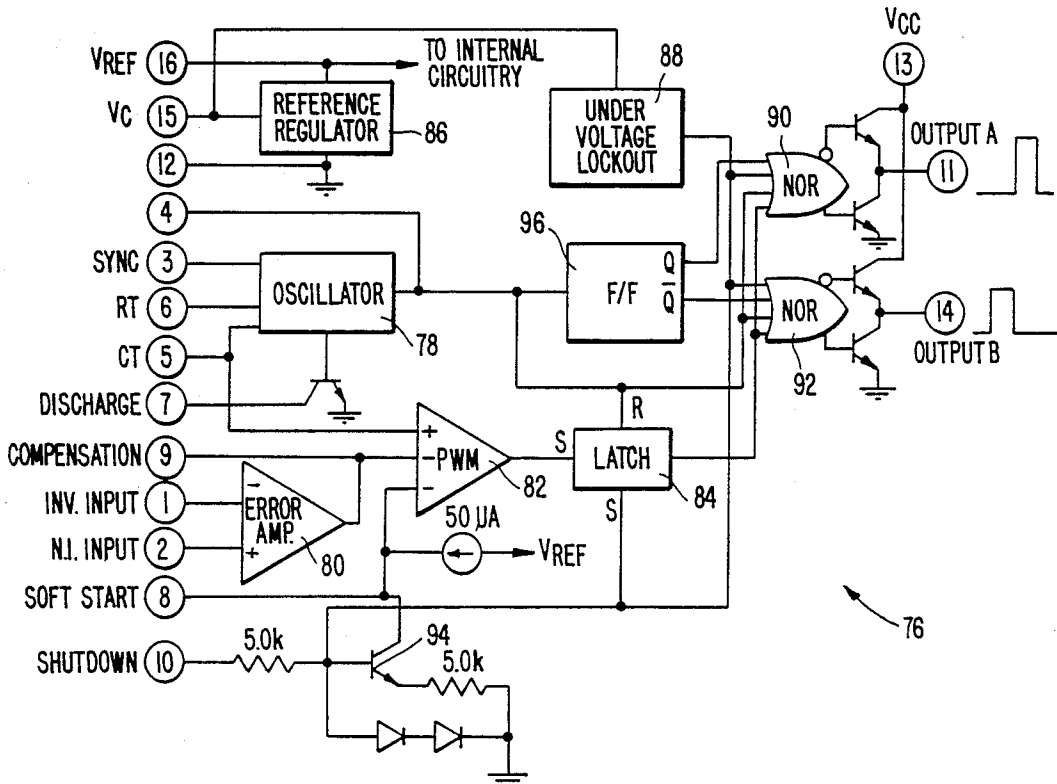 VCC
13
VREF 16
TO INTERNAL
CIRCUITRY
88
VC 15
REFERENCE
REGULATOR
86
UNDER
VOLTAGE
LOCKOUT
90
OUTPUT A
11
NOR
12
4
96
SYNC 3
OSCILLATOR
78
F/F
Q
Q̅
RT 6
NOR
92
14
OUTPUT B
CT 5
DISCHARGE 7
R
COMPENSATION 9
+
−
−
PWM
82
S
LATCH
84
S
INV. INPUT 1
−
ERROR
AMP.
+
80
50 µA
VREF
N.I. INPUT 2
SOFT START 8
76
SHUTDOWN 10
5.0k
94
5.0k